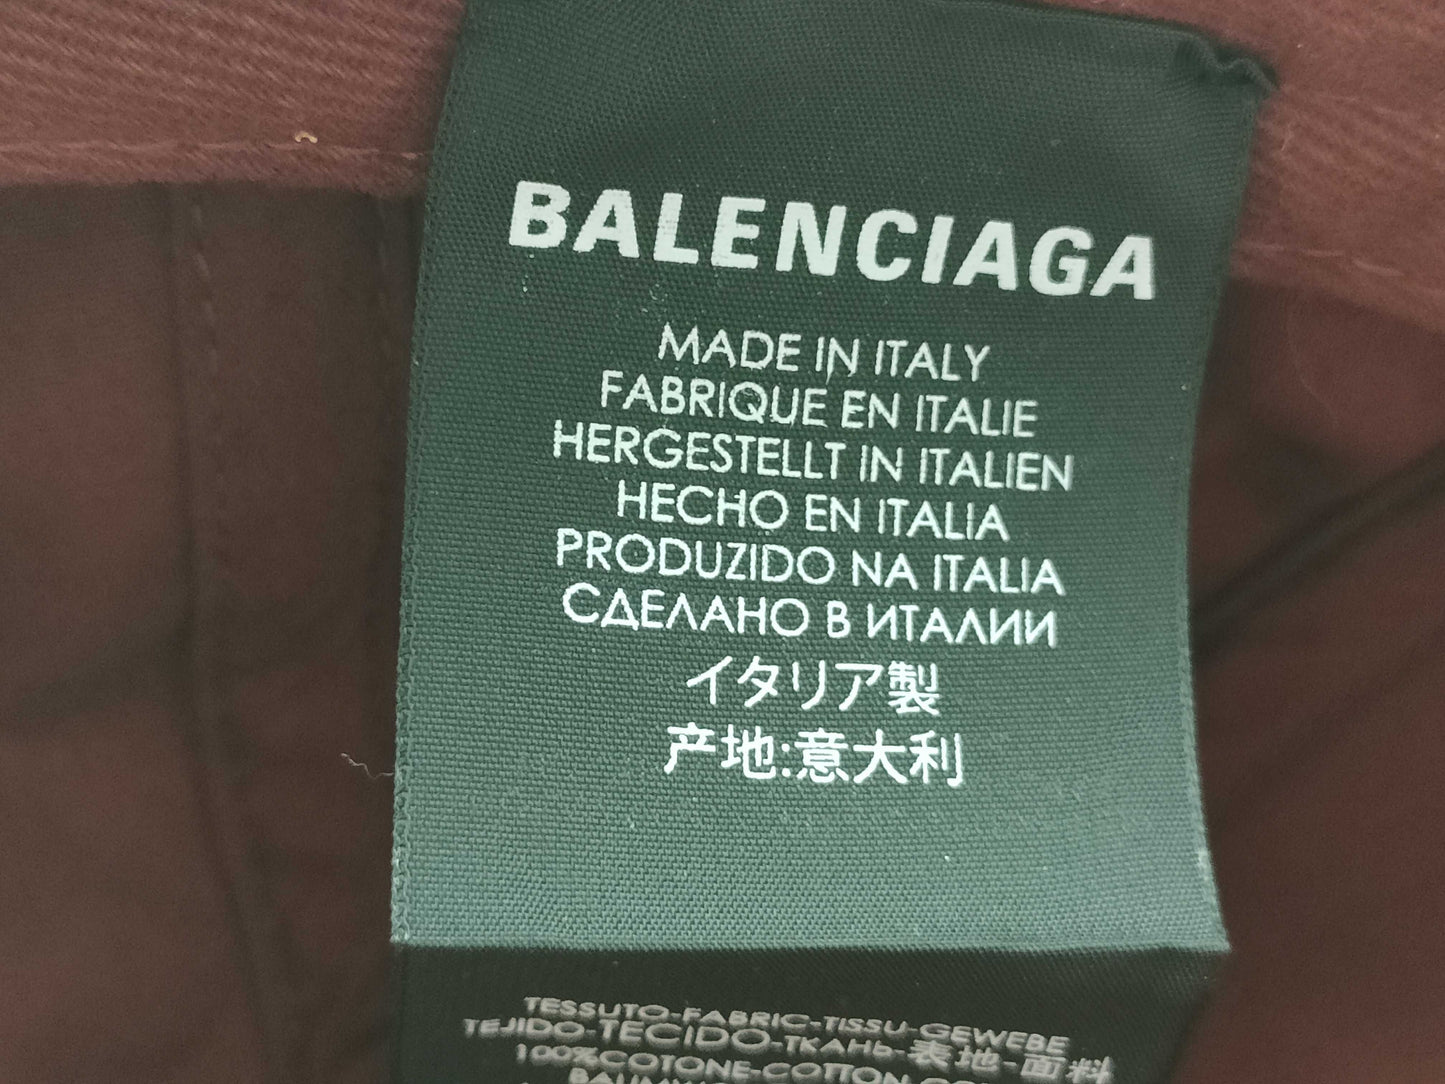 BALENCIAGA
MADE IN ITALY
FABRIQUE EN ITALIE
HERGESTELLT IN ITALIEN
HECHO EN ITALIA
PRODUZIDO NA ITALIA
СДЕЛАНО В ИТАЛИИ
イタリア製
产地:意大利
TESSUTO-FABRIC-TISSU-GEWEBE
TEJIDO-TECIDO-ТКАНЬ-表地-面料
100%COTONE-COTTON